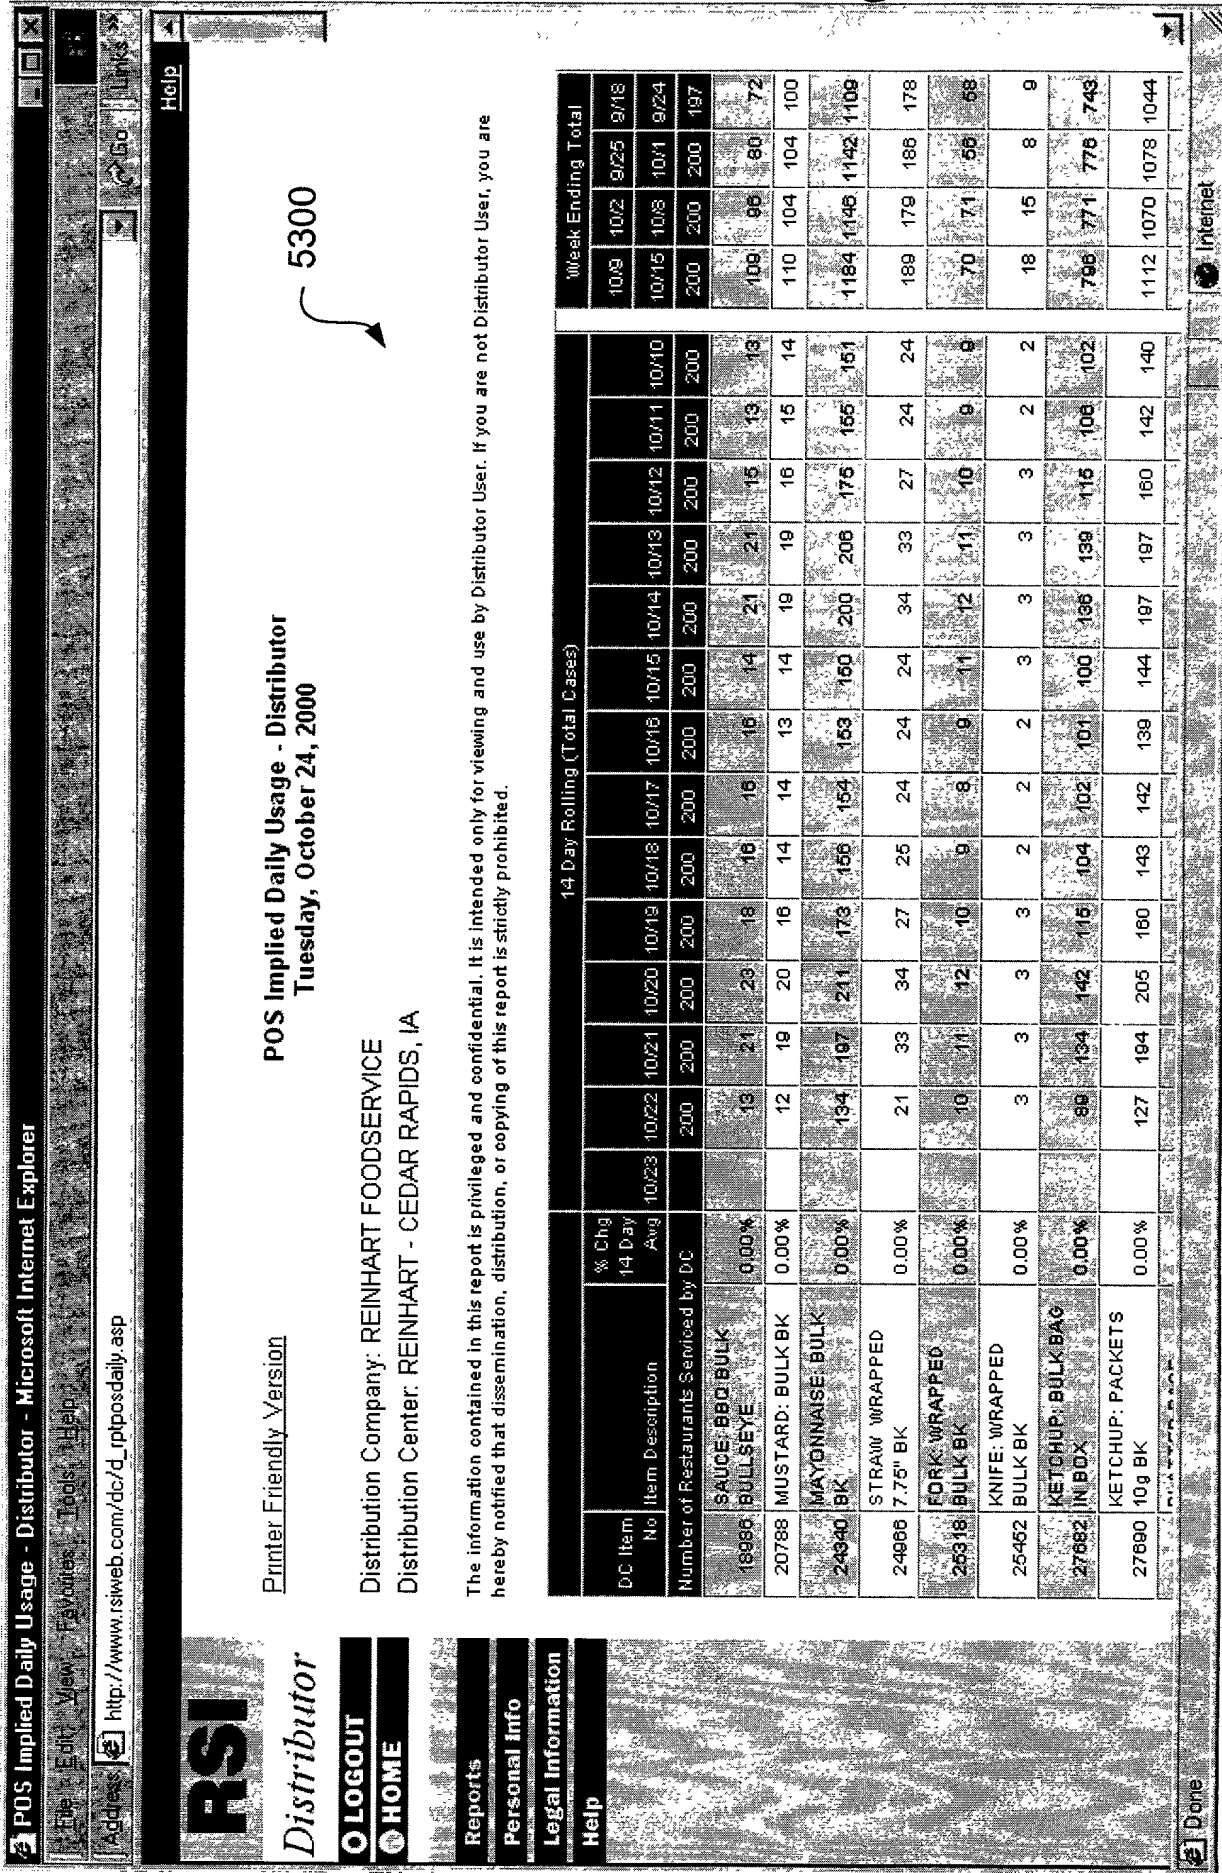 POS Implied Daily Usage - Distributor - Microsoft Internet Explorer
File Edit View Favorites Tools Help
Address http://www.rsiweb.com/dc/d_rptposdaily.asp Go Links »
Help
RSI
Distributor
LOGOUT
HOME
Reports
Personal Info
Legal Information
Help
Printer Friendly Version
POS Implied Daily Usage - Distributor
Tuesday, October 24, 2000
5300
Distribution Company: REINHART FOODSERVICE
Distribution Center: REINHART - CEDAR RAPIDS, IA
The information contained in this report is privileged and confidential. It is intended only for viewing and use by Distributor User. If you are not Distributor User, you are
hereby notified that dissemination, distribution, or copying of this report is strictly prohibited.
14 Day Rolling (Total Cases) Week Ending Total
% Chg 10/9 10/2 9/25 9/18
DC Item 14 Day
No Item Description Avg 10/23 10/22 10/21 10/20 10/19 10/18 10/17 10/16 10/15 10/14 10/13 10/12 10/11 10/10 10/15 10/8 10/1 9/24
Number of Restaurants Serviced by DC 200 200 200 200 200 200 200 200 200 200 200 200 200 200 200 200 197
SAUCE: BBQ BULK
18986 BULLSEYE 0.00% 13 21 23 18 16 16 16 14 21 21 15 13 13 109 96 80 72
20788 MUSTARD: BULK BK 0.00% 12 19 20 16 14 14 13 14 19 19 16 15 14 110 104 104 100
MAYONNAISE: BULK
24340 BK 0.00% 134 197 211 173 156 154 153 150 200 206 175 155 151 1184 1146 1142 1109
STRAW WRAPPED
24966 7.75" BK 0.00% 21 33 34 27 25 24 24 24 34 33 27 24 24 189 179 186 178
FORK: WRAPPED
25318 BULK BK 0.00% 10 11 12 10 9 8 9 11 12 11 10 9 9 70 71 56 58
KNIFE: WRAPPED
25452 BULK BK 0.00% 3 3 3 3 2 2 2 3 3 3 3 2 2 18 15 8 9
KETCHUP: BULK BAG
27682 IN BOX 0.00% 89 134 142 115 104 102 101 100 136 139 115 106 102 796 771 776 743
KETCHUP: PACKETS
27690 10g BK 0.00% 127 194 205 160 143 142 139 144 197 197 160 142 140 1112 1070 1078 1044
Done Internet